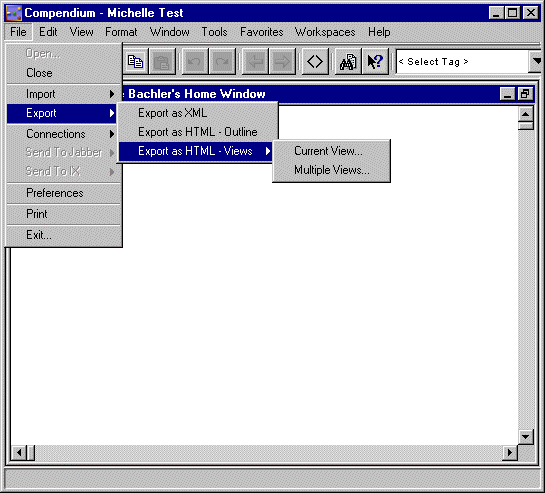 Compendium - Michelle Test
File Edit View Format Window Tools Favorites Workspaces Help
Open...
Close
< Select Tag >
Import
Bachler's Home Window
Export
Export as XML
Connections
Export as HTML - Outline
Send To Jabber
Export as HTML - Views
Current View...
Send To IX
Multiple Views...
Preferences
Print
Exit...